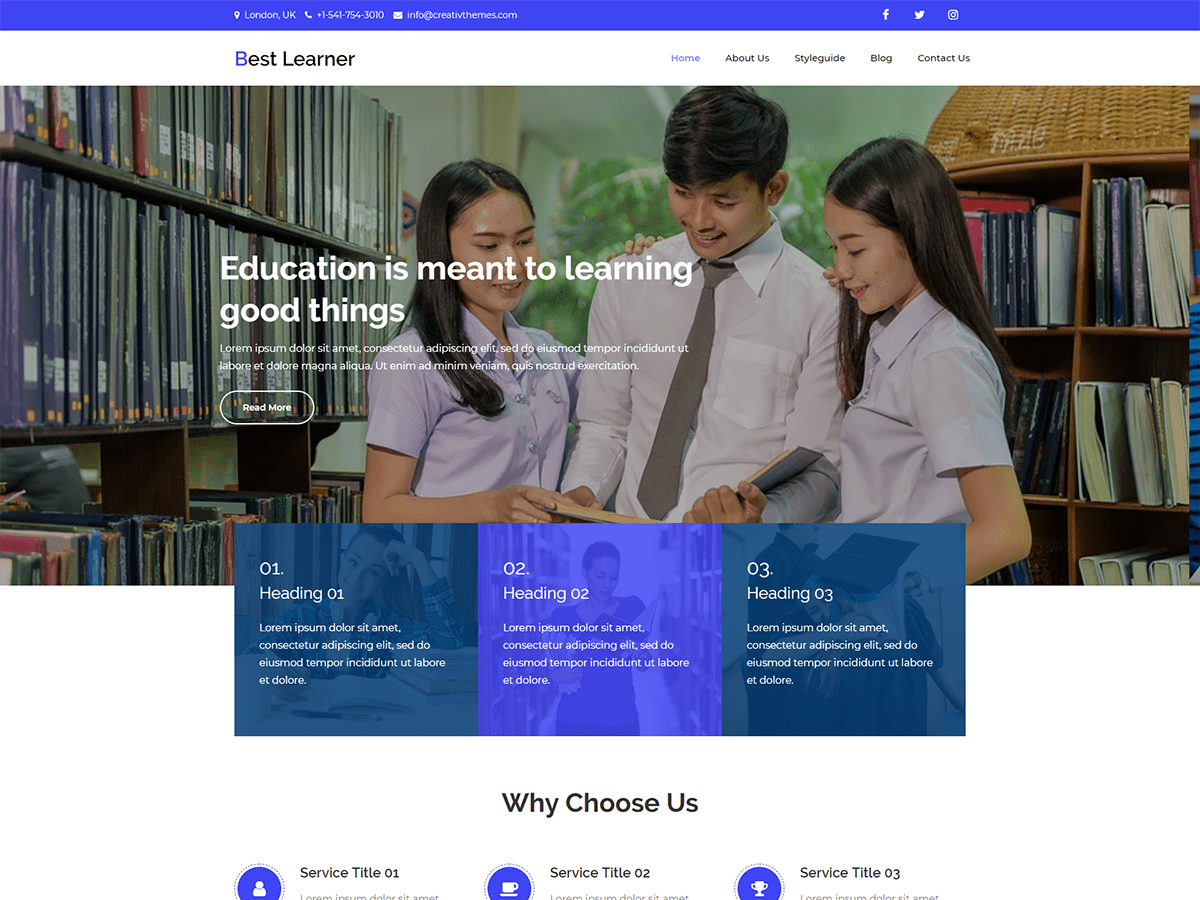 London, UK +1-541-754-3010 info@creativthemes.com
Best Learner
Home About Us Styleguide Blog Contact Us
Education is meant to learning
good things
Lorem ipsum dolor sit amet, consectetur adipiscing elit, sed do eiusmod tempor incididunt ut
labore et dolore magna aliqua. Ut enim ad minim veniam, quis nostrud exercitation.
Read More
01.
Heading 01
Lorem ipsum dolor sit amet,
consectetur adipiscing elit, sed do
eiusmod tempor incididunt ut labore
et dolore.
02.
Heading 02
Lorem ipsum dolor sit amet,
consectetur adipiscing elit, sed do
eiusmod tempor incididunt ut labore
et dolore.
03.
Heading 03
Lorem ipsum dolor sit amet,
consectetur adipiscing elit, sed do
eiusmod tempor incididunt ut labore
et dolore.
Why Choose Us
Service Title 01
Lorem ipsum dolor sit amet,
Service Title 02
Lorem ipsum dolor sit amet,
Service Title 03
Lorem ipsum dolor sit amet,